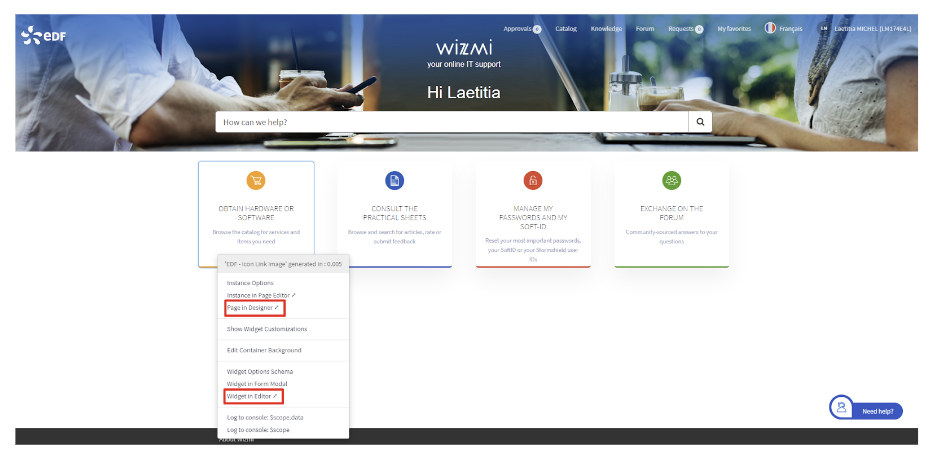 eDF
Approvals 0 Catalog Knowledge Forum Requests 0 My favorites Français LM Laetitia MICHEL [LM174E4L]
wizmi
your online IT support
Hi Laetitia
How can we help?
OBTAIN HARDWARE OR
SOFTWARE
Browse the catalog for services and
items you need
CONSULT THE
PRACTICAL SHEETS
Browse and search for articles, rate or
submit feedback
MANAGE MY
PASSWORDS AND MY
SOFT-ID
Reset your most important passwords,
your SoftID or your Stormshield user-
IDs
EXCHANGE ON THE
FORUM
Community-sourced answers to your
questions
'EDF - Icon Link Image' generated in : 0.005
Instance Options
Instance in Page Editor
Page in Designer
Show Widget Customizations
Edit Container Background
Widget Options Schema
Widget in Form Modal
Widget in Editor
Log to console: $scope.data
Log to console: $scope
Need help?
About Wizmi